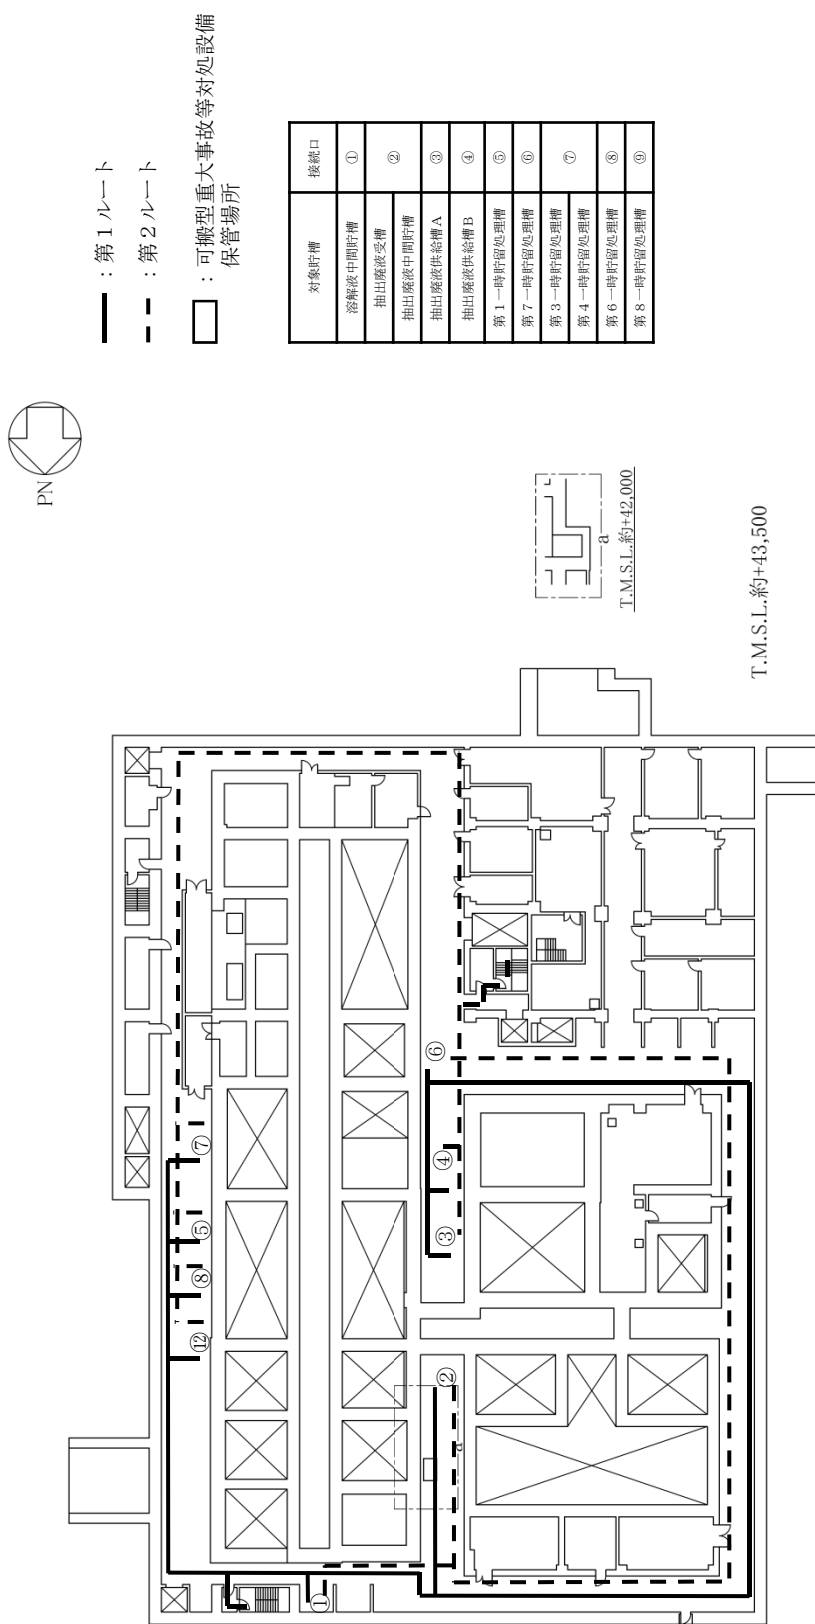 PN
：第1ルート
：第2ルート
：可搬型重大事故等対処設備
保管場所
対象貯槽 接続口
溶解液中間貯槽 ①
抽出廃液受槽 ②
抽出廃液中間貯槽
抽出廃液供給槽A ③
抽出廃液供給槽B ④
第1一時貯留処理槽 ⑤
第7一時貯留処理槽 ⑥
第3一時貯留処理槽 ⑦
第4一時貯留処理槽
第6一時貯留処理槽 ⑧
第8一時貯留処理槽 ⑨
a
T.M.S.L.約+42,000
T.M.S.L.約+43,500
⑦
⑤
⑧
⑫
⑥
④
③
②
a
①